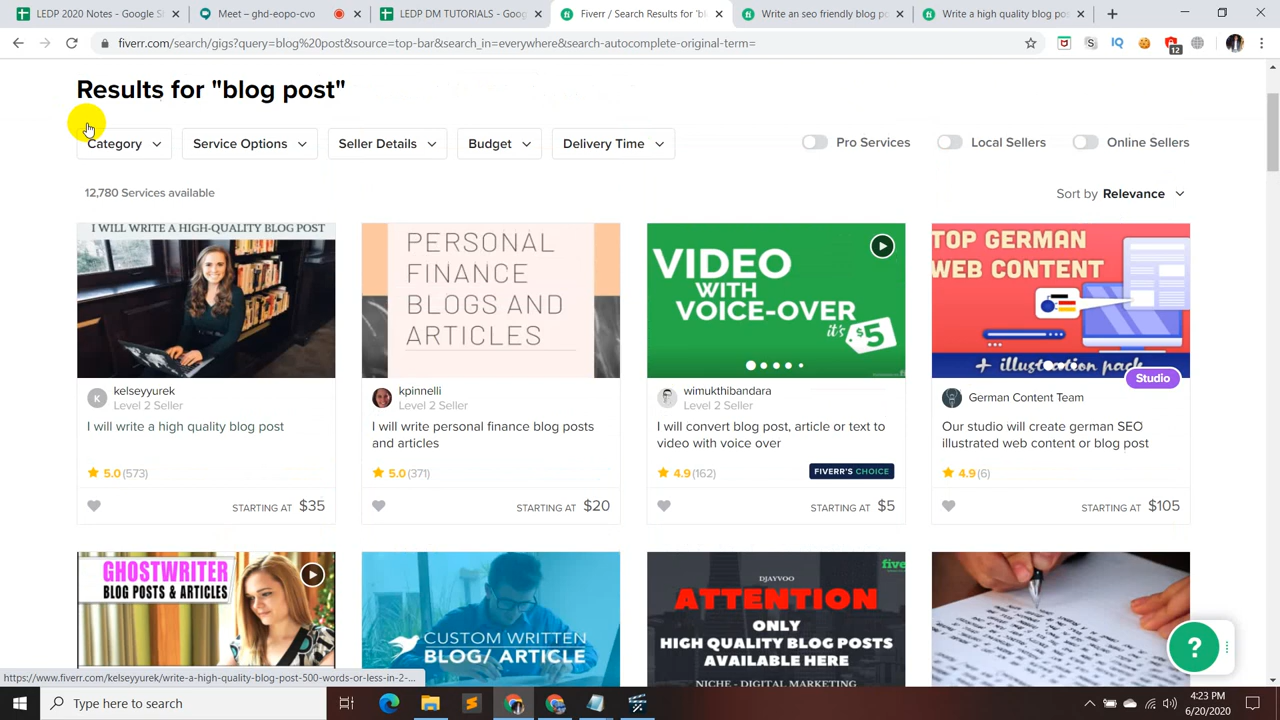 LEDP 2020 Notes - Google S
Meet – ghd-eopo-cvc
LEDP DM TUTORIALS - Goog
Fiverr / Search Results for 'b
Write an seo friendly blog po
Write a high quality blog pos
fiverr.com/search/gigs?query=blog%20post&source=top-bar&search_in=everywhere&search-autocomplete-original-term=
12
Results for "blog post"
Category
Service Options
Seller Details
Budget
Delivery Time
Pro Services
Local Sellers
Online Sellers
12,780 Services available
Sort by Relevance
I WILL WRITE A HIGH-QUALITY BLOG POST
PERSONAL
FINANCE
BLOGS AND
ARTICLES
VIDEO
WITH
VOICE-OVER
it's $5
TOP GERMAN
WEB CONTENT
+ illustration pack
Studio
K
kelseyyurek
Level 2 Seller
I will write a high quality blog post
5.0 (573)
STARTING AT $35
kpinnelli
Level 2 Seller
I will write personal finance blog posts
and articles
5.0 (371)
STARTING AT $20
wimukthibandara
Level 2 Seller
I will convert blog post, article or text to
video with voice over
4.9 (162)
FIVERR'S CHOICE
STARTING AT $5
German Content Team
Our studio will create german SEO
illustrated web content or blog post
4.9 (6)
STARTING AT $105
GHOSTWRITER
BLOG POSTS & ARTICLES
CUSTOM WRITTEN
BLOG/ ARTICLE
five
DJAYVOO
ATTENTION
ONLY
HIGH QUALITY BLOG POSTS
AVAILABLE HERE
NICHE - DIGITAL MARKETING
?
https://www.fiverr.com/kelseyyurek/write-a-high-quality-blog-post-500-words-or-less-in-2-...
Type here to search
4:23 PM
6/20/2020